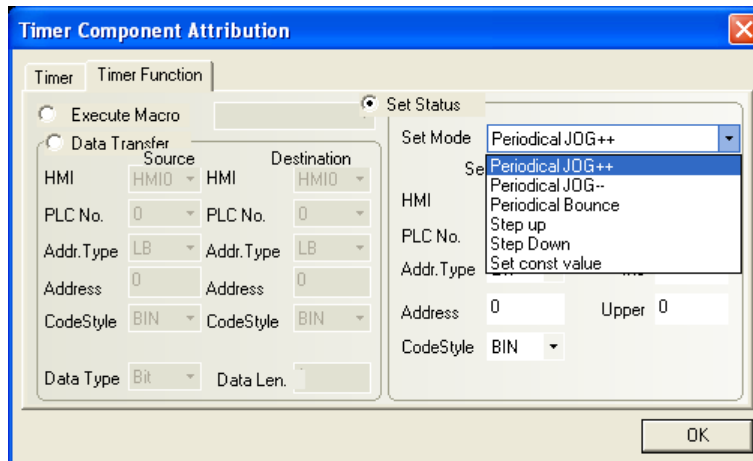 Timer Component Attribution
Timer Timer Function
Execute Macro
Data Transfer
Source Destination
HMI HMI0 HMI HMI0
PLC No. 0 PLC No. 0
Addr.Type LB Addr.Type LB
Address 0 Address 0
CodeStyle BIN CodeStyle BIN
Data Type Bit Data Len.
Set Status
Set Mode Periodical JOG++
Periodical JOG++
Periodical JOG--
Periodical Bounce
Step up
Step Down
Set const value
Se
HMI
PLC No.
Addr.Type
Address 0 Upper 0
CodeStyle BIN
OK